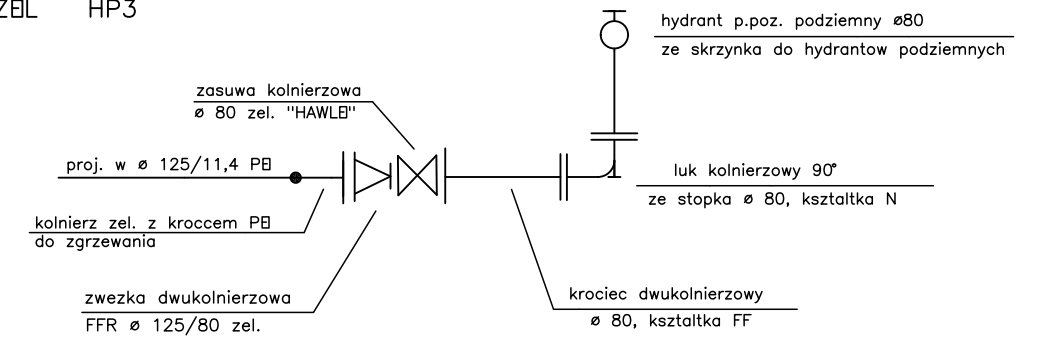 HP3
hydrant p.poz. podziemny ø80
ze skrzynka do hydrantow podziemnych
zasuwa kolnierzowa
ø 80 zel. "HAWLE"
proj. w ø 125/11,4 PE
luk kolnierzowy 90°
ze stopka ø 80, ksztaltka N
kolnierz zel. z kroccem PE
do zgrzewania
zwezka dwukolnierzowa
FFR ø 125/80 zel.
krociec dwukolnierzowy
ø 80, ksztaltka FF